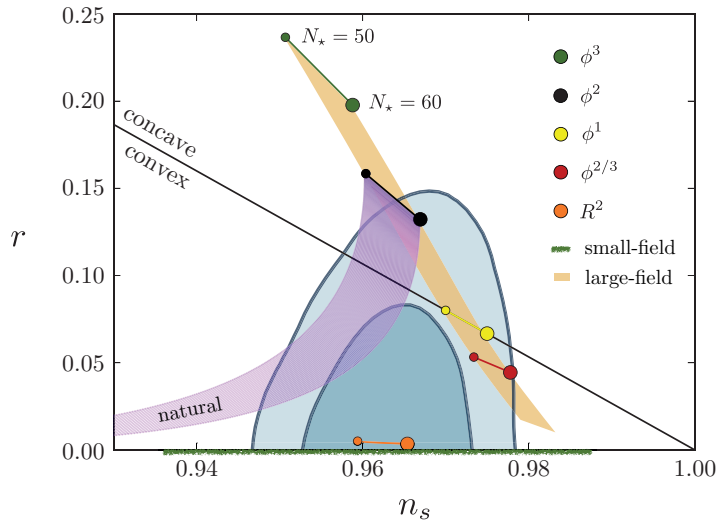 0.25
0.20
0.15
0.10
0.05
0.00
r
N⋆ = 50
N⋆ = 60
concave
convex
natural
ϕ³
ϕ²
ϕ¹
ϕ^{2/3}
R²
small-field
large-field
0.94
0.96
0.98
1.00
n_s